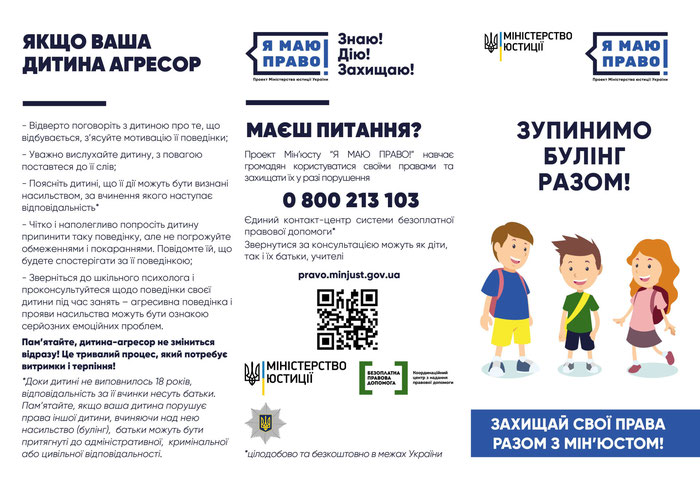 ЯКЩО ВАША
ДИТИНА АГРЕСОР
- Відверто поговоріть з дитиною про те, що
відбувається, з’ясуйте мотивацію її поведінки;
- Уважно вислухайте дитину, з повагою
поставтеся до її слів;
- Поясніть дитині, що її дії можуть бути визнані
насильством, за вчинення якого наступає
відповідальність*
- Чітко і наполегливо попросіть дитину
припинити таку поведінку, але не погрожуйте
обмеженнями і покараннями. Повідомте їй, що
будете спостерігати за її поведінкою;
- Зверніться до шкільного психолога і
проконсультуйтеся щодо поведінки своєї
дитини під час занять – агресивна поведінка і
прояви насильства можуть бути ознакою
серйозних емоційних проблем.
Пам’ятайте, дитина-агресор не зміниться
відразу! Це тривалий процес, який потребує
витримки і терпіння!
*Доки дитині не виповнилось 18 років,
відповідальність за її вчинки несуть батьки.
Пам’ятайте, якщо ваша дитина порушує
права іншої дитини, вчиняючи над нею
насильство (булінг), батьки можуть бути
притягнуті до адміністративної, кримінальної
або цивільної відповідальності.
Я МАЮ
ПРАВО!
Проект Міністерства юстиції України
Знаю!
Дію!
Захищаю!
МАЄШ ПИТАННЯ?
Проект Мін’юсту “Я МАЮ ПРАВО!” навчає
громадян користуватися своїми правами та
захищати їх у разі порушення
0 800 213 103
Єдиний контакт-центр системи безоплатної
правової допомоги*
Звернутися за консультацією можуть як діти,
так і їх батьки, учителі
pravo.minjust.gov.ua
МІНІСТЕРСТВО
ЮСТИЦІЇ
БЕЗОПЛАТНА
ПРАВОВА
ДОПОМОГА
Координаційний
центр з надання
правової допомоги
*цілодобово та безкоштовно в межах України
МІНІСТЕРСТВО
ЮСТИЦІЇ
Я МАЮ
ПРАВО!
Проект Міністерства юстиції України
ЗУПИНИМО
БУЛІНГ
РАЗОМ!
ЗАХИЩАЙ СВОЇ ПРАВА
РАЗОМ З МІН’ЮСТОМ!